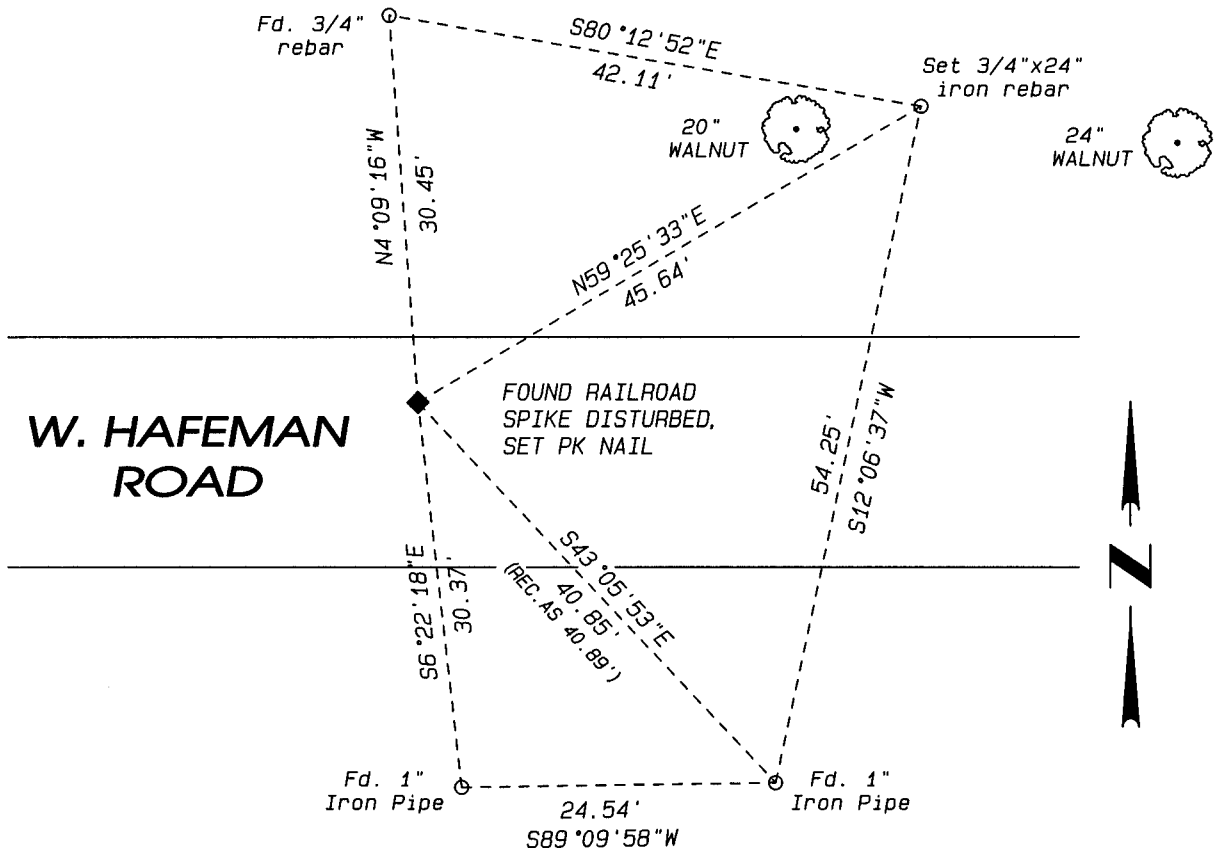 Fd. 3/4"
rebar
S80°12'52"E
42.11'
Set 3/4"x24"
iron rebar
20"
WALNUT
24"
WALNUT
N4°09'16"W
30.45'
N59°25'33"E
45.64'
W. HAFEMAN
ROAD
FOUND RAILROAD
SPIKE DISTURBED,
SET PK NAIL
54.25'
S12°06'37"W
N
S6°22'18"E
30.37'
S43°05'53"E
40.85'
(REC. AS 40.89')
Fd. 1"
Iron Pipe
24.54'
S89°09'58"W
Fd. 1"
Iron Pipe